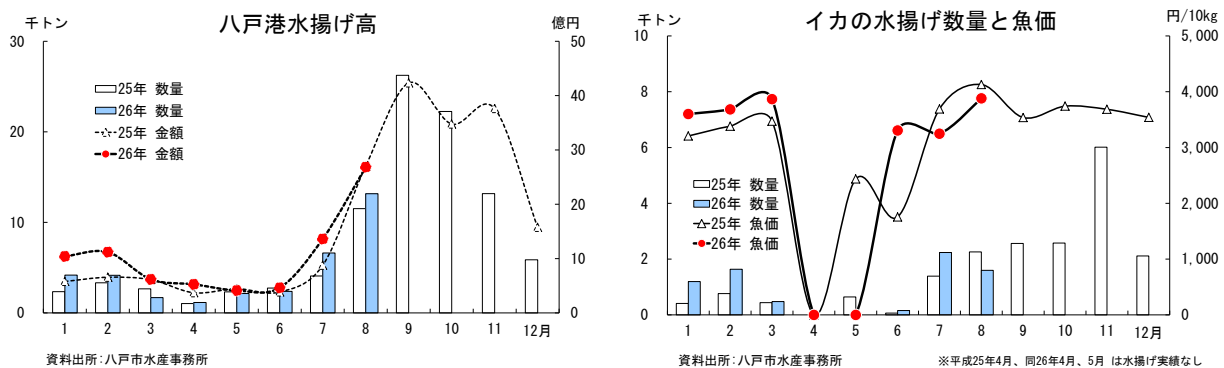 八戸港水揚げ高
千トン
億円
30
20
10
0
50
40
30
20
10
0
25年 数量
26年 数量
25年 金額
26年 金額
1 2 3 4 5 6 7 8 9 10 11 12月
資料出所：八戸市水産事務所
イカの水揚げ数量と魚価
千トン
円/10kg
10
8
6
4
2
0
5,000
4,000
3,000
2,000
1,000
0
25年 数量
26年 数量
25年 魚価
26年 魚価
1 2 3 4 5 6 7 8 9 10 11 12月
資料出所：八戸市水産事務所
※平成25年4月、同26年4月、5月 は水揚げ実績なし